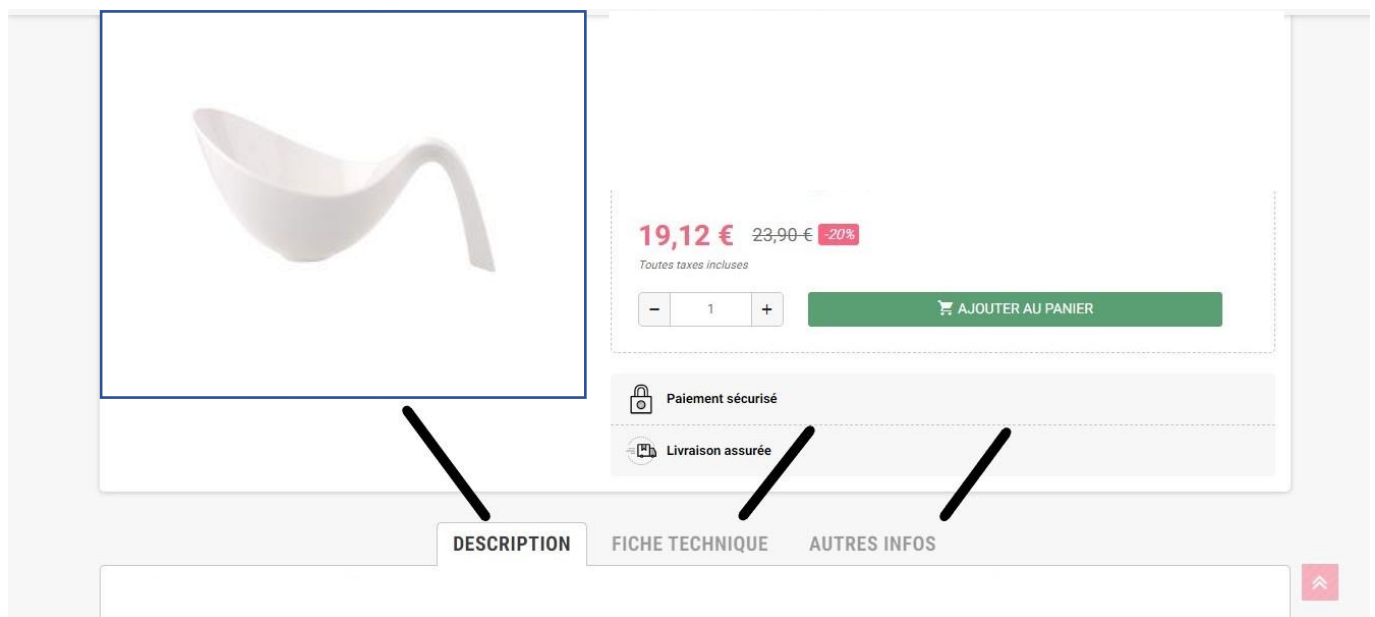 19,12 € 23,90 € -20%
Toutes taxes incluses
− 1 + AJOUTER AU PANIER
Paiement sécurisé
Livraison assurée
DESCRIPTION FICHE TECHNIQUE AUTRES INFOS